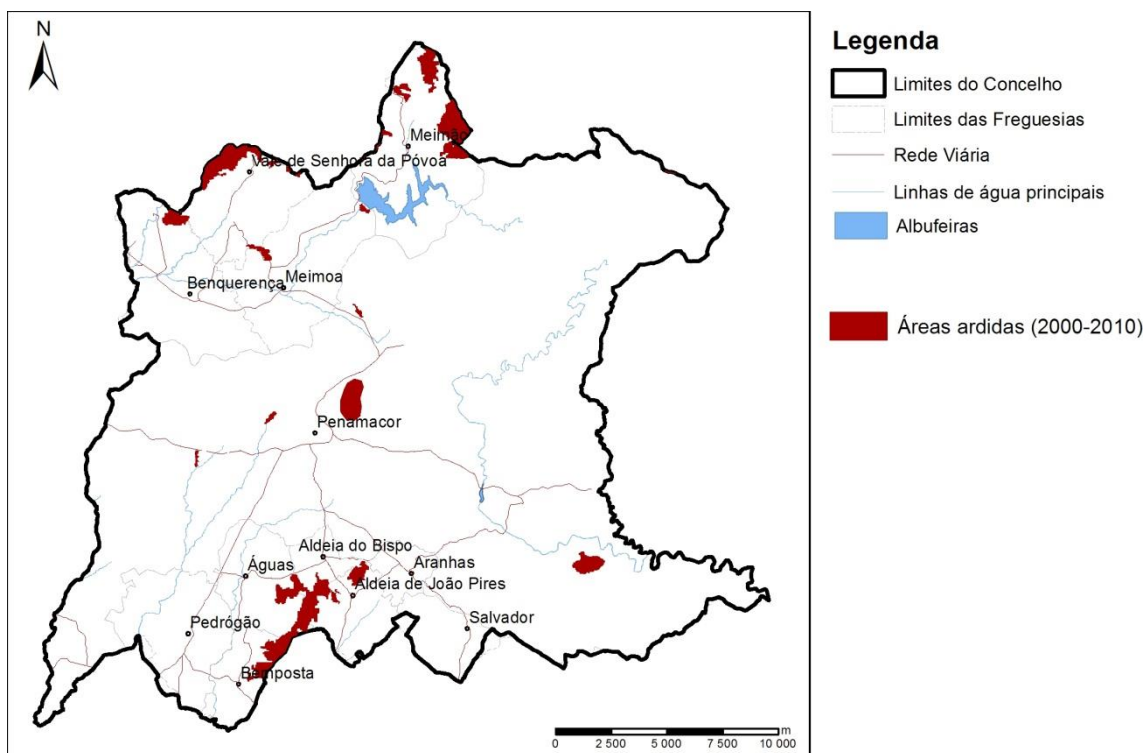 N
Meimão
Vale de Senhora da Póvoa
Benquerença
Meimoa
Penamacor
Aldeia do Bispo
Águas
Aranhas
Aldeia de João Pires
Pedrógão
Salvador
Bemposta
m
0 2 500 5 000 10 000
Legenda
Limites do Concelho
Limites das Freguesias
Rede Viária
Linhas de água principais
Albufeiras
Áreas ardidas (2000-2010)